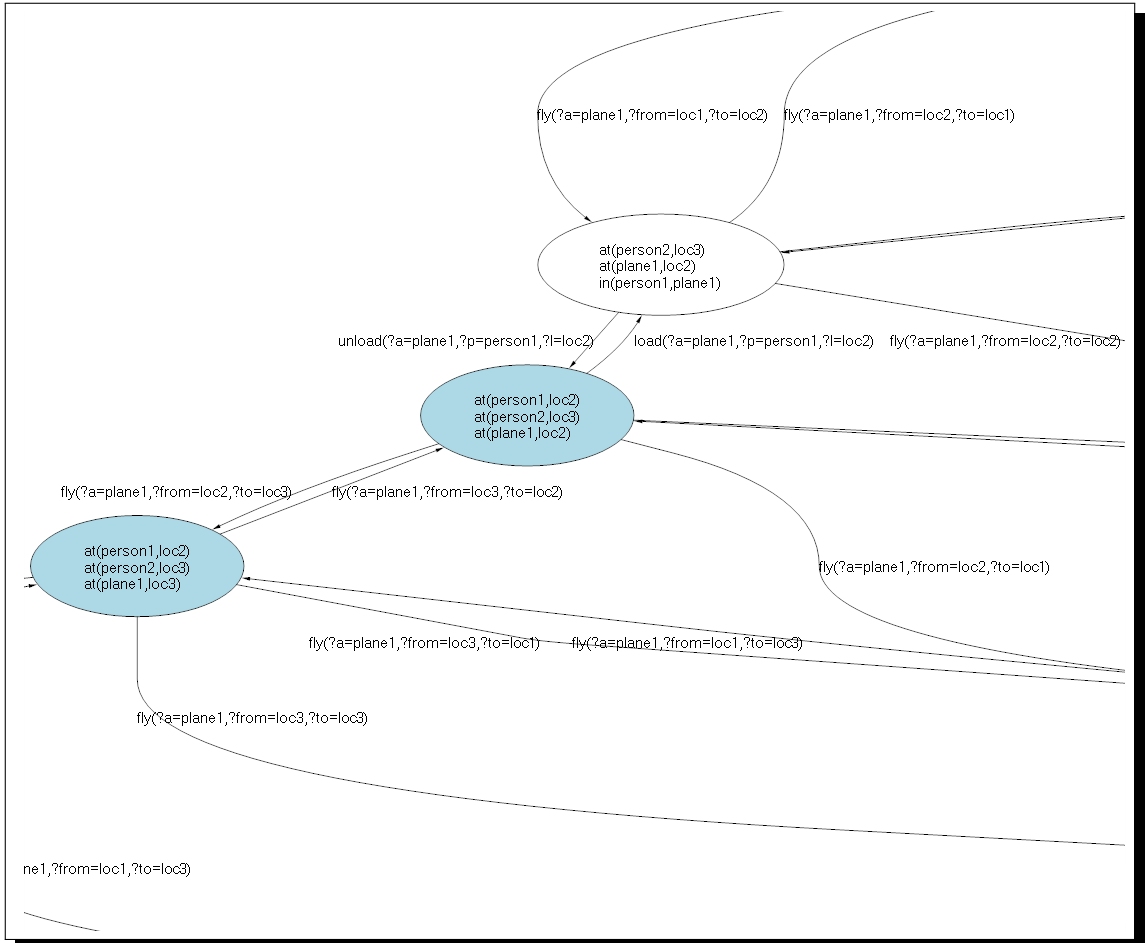 fly(?a=plane1,?from=loc1,?to=loc2)
fly(?a=plane1,?from=loc2,?to=loc1)
at(person2,loc3)
at(plane1,loc2)
in(person1,plane1)
unload(?a=plane1,?p=person1,?l=loc2)
load(?a=plane1,?p=person1,?l=loc2)
fly(?a=plane1,?from=loc2,?to=loc2)
at(person1,loc2)
at(person2,loc3)
at(plane1,loc2)
fly(?a=plane1,?from=loc2,?to=loc3)
fly(?a=plane1,?from=loc3,?to=loc2)
at(person1,loc2)
at(person2,loc3)
at(plane1,loc3)
fly(?a=plane1,?from=loc2,?to=loc1)
fly(?a=plane1,?from=loc3,?to=loc1)
fly(?a=plane1,?from=loc1,?to=loc3)
fly(?a=plane1,?from=loc3,?to=loc3)
ne1,?from=loc1,?to=loc3)